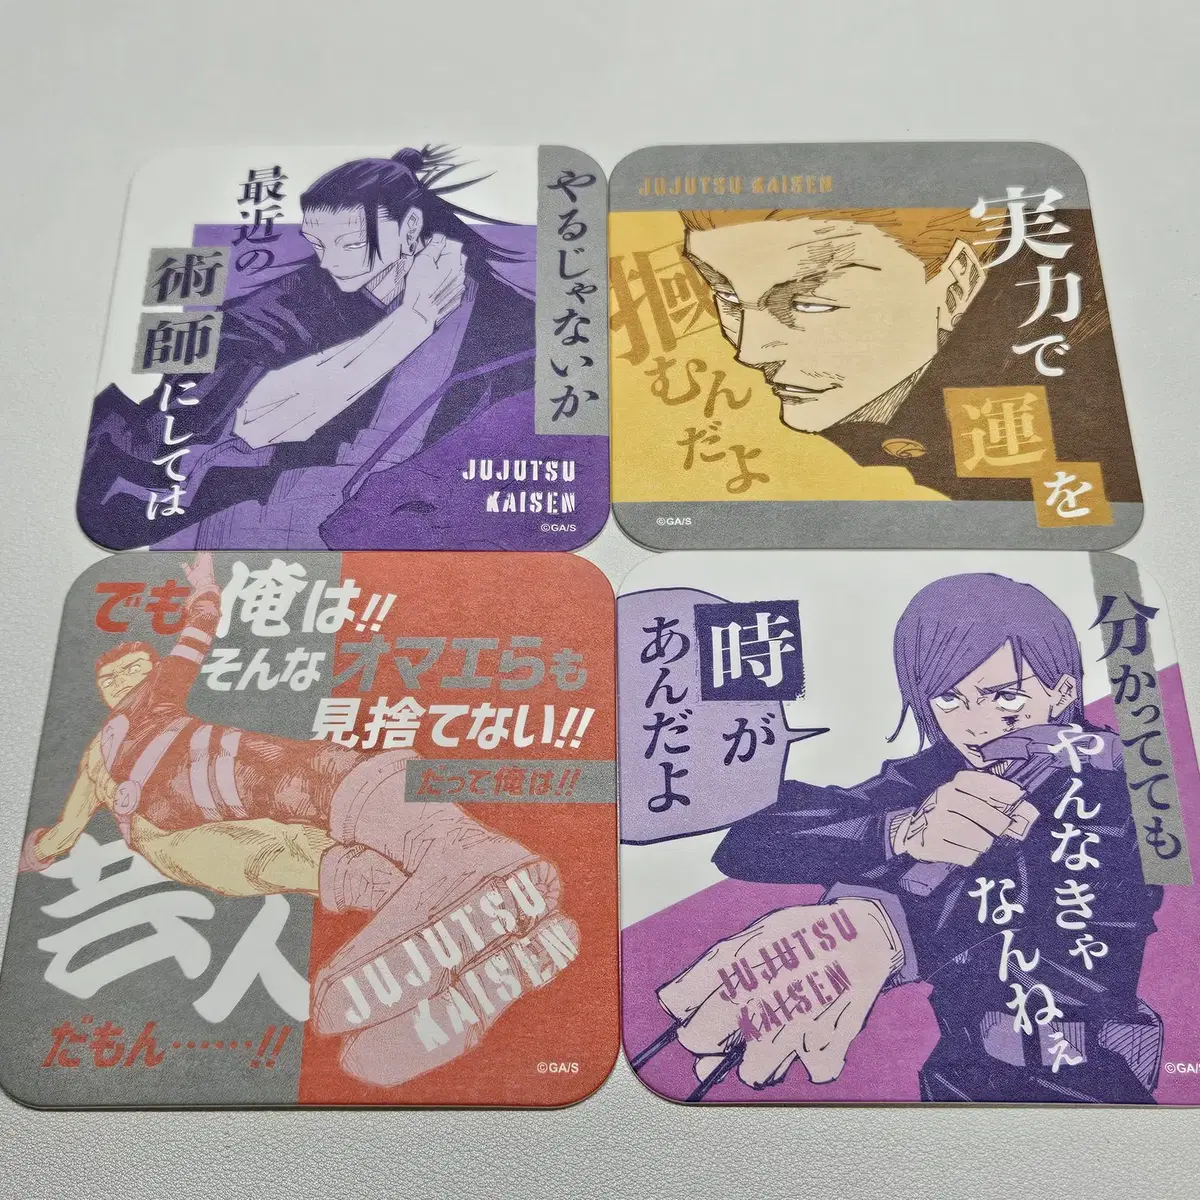 やるじゃないか
最近の
術師にしては
JUJUTSU
KAISEN
©GA/S
JUJUTSU KAISEN
実力で
運を
掴むんだよ
©GA/S
でも俺は!!
そんなオマエらも
見捨てない!!
だって俺は!!
芸人
だもん……!!
JUJUTSU
KAISEN
©GA/S
分かってても
やんなきゃ
なんねぇ
時が
あんだよ
JUJUTSU
KAISEN
©GA/